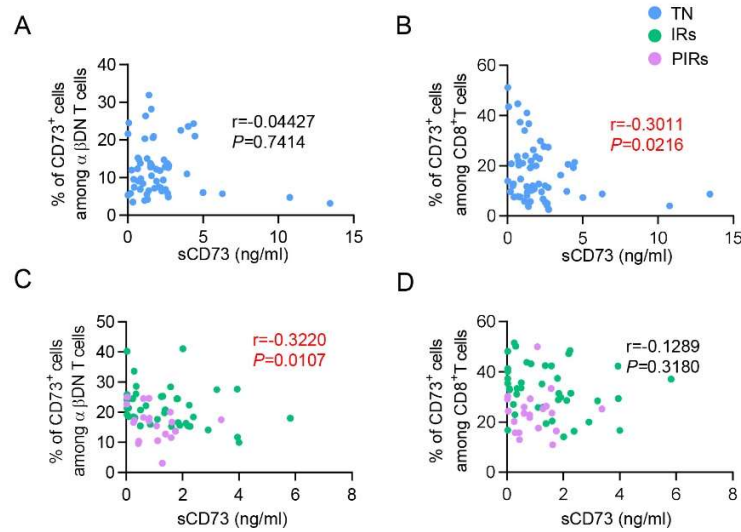 A
B
TN
IRs
PIRs
% of CD73⁺ cells
among α βDN T cells
40
30
20
10
0
r=-0.04427
P=0.7414
0 5 10 15
sCD73 (ng/ml)
% of CD73⁺ cells
among CD8⁺T cells
60
40
20
0
r=-0.3011
P=0.0216
0 5 10 15
sCD73 (ng/ml)
C
D
% of CD73⁺ cells
among α βDN T cells
50
40
30
20
10
0
r=-0.3220
P=0.0107
0 2 4 6 8
sCD73 (ng/ml)
% of CD73⁺ cells
among CD8⁺T cells
60
40
20
0
r=-0.1289
P=0.3180
0 2 4 6 8
sCD73 (ng/ml)